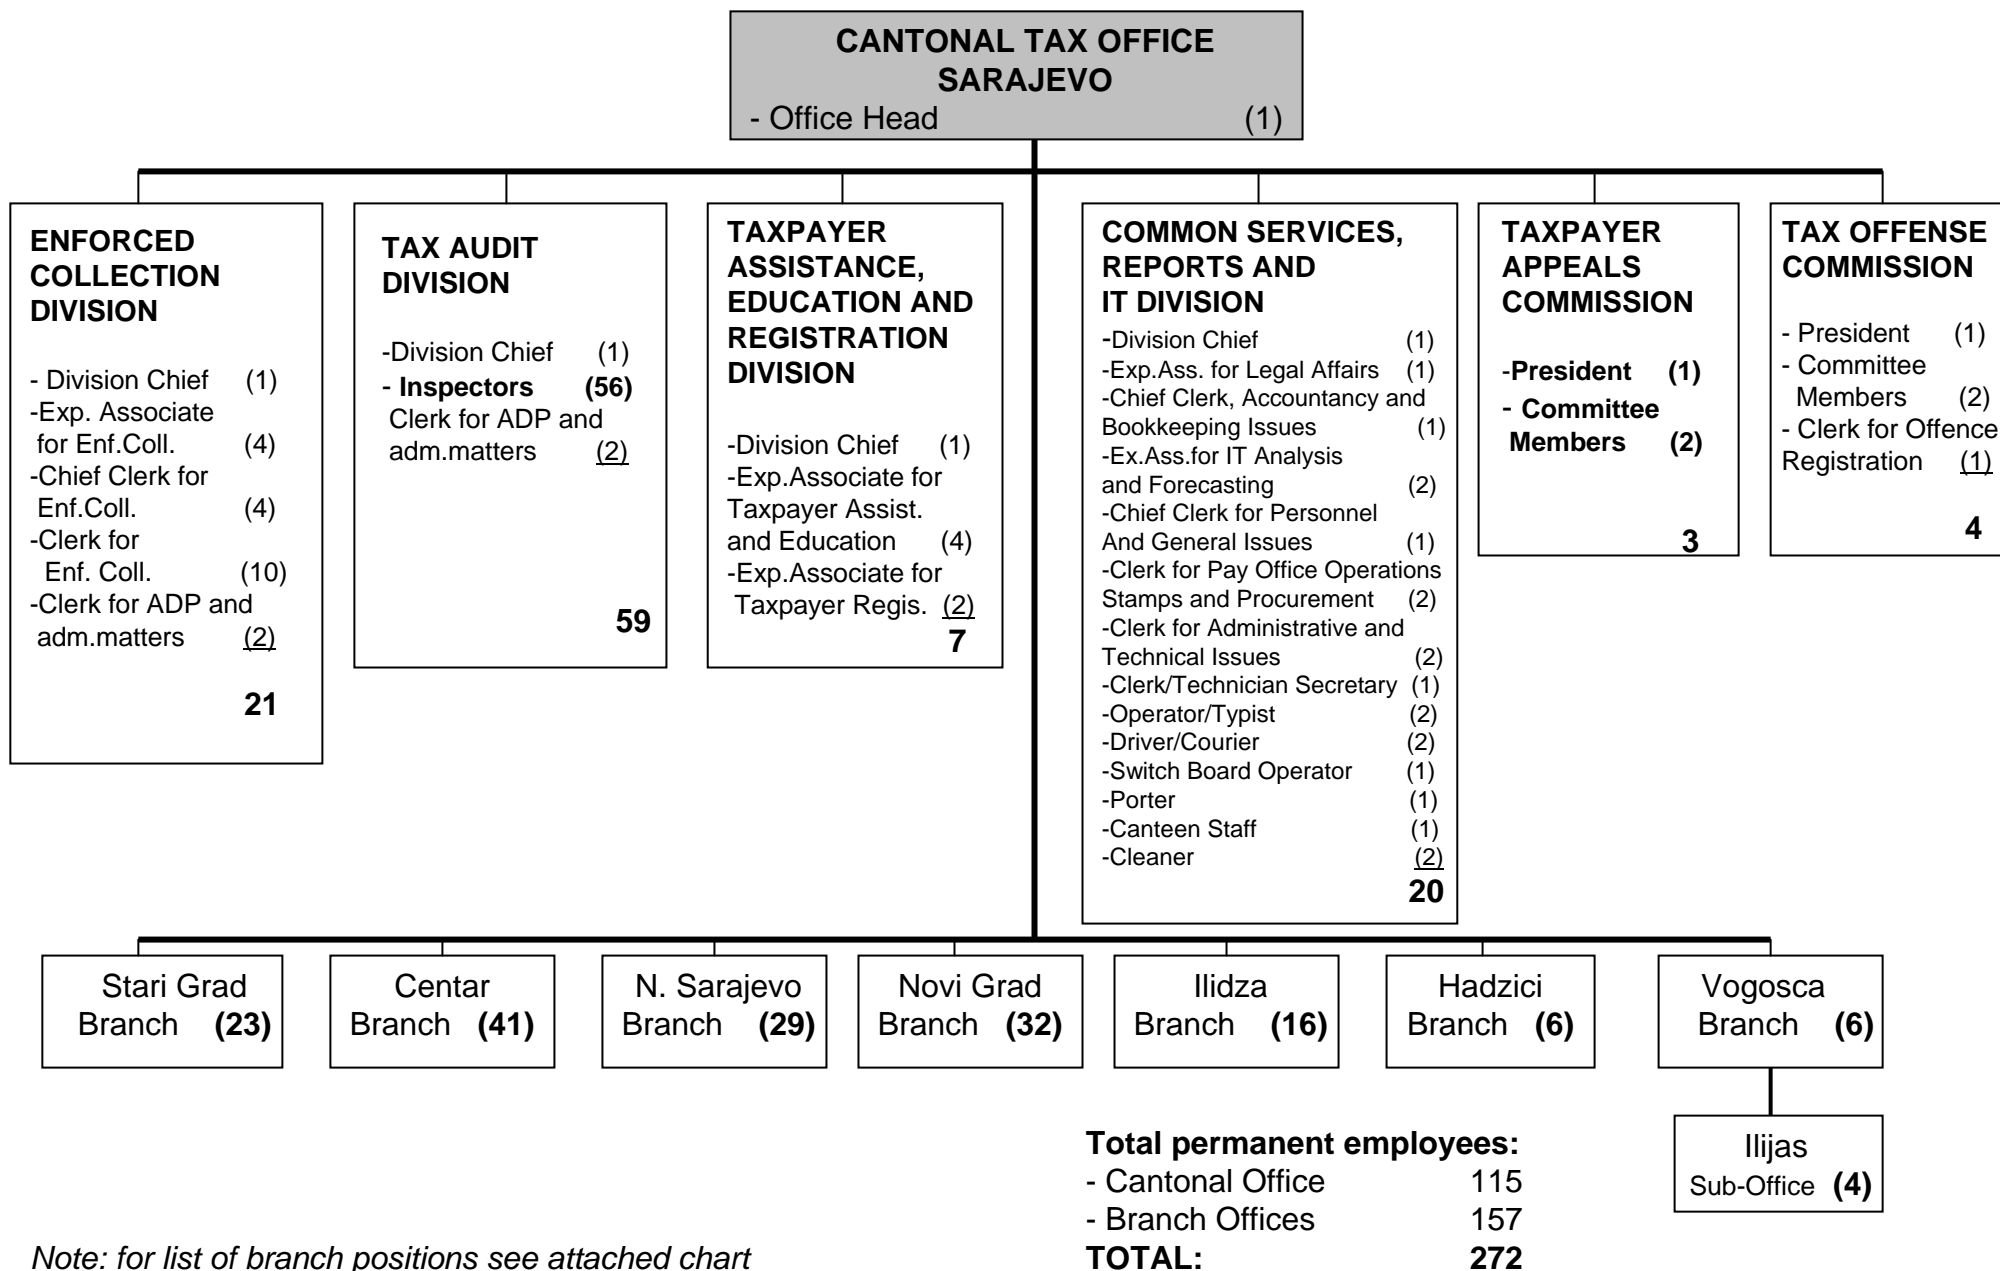 CANTONAL TAX OFFICE
SARAJEVO
- Office Head (1)
ENFORCED
COLLECTION
DIVISION
- Division Chief (1)
-Exp. Associate
for Enf.Coll. (4)
-Chief Clerk for
Enf.Coll. (4)
-Clerk for
Enf. Coll. (10)
-Clerk for ADP and
adm.matters (2)
21
TAX AUDIT
DIVISION
-Division Chief (1)
- Inspectors (56)
Clerk for ADP and
adm.matters (2)
59
TAXPAYER
ASSISTANCE,
EDUCATION AND
REGISTRATION
DIVISION
-Division Chief (1)
-Exp.Associate for
Taxpayer Assist.
and Education (4)
-Exp.Associate for
Taxpayer Regis. (2)
7
COMMON SERVICES,
REPORTS AND
IT DIVISION
-Division Chief (1)
-Exp.Ass. for Legal Affairs (1)
-Chief Clerk, Accountancy and
Bookkeeping Issues (1)
-Ex.Ass.for IT Analysis
and Forecasting (2)
-Chief Clerk for Personnel
And General Issues (1)
-Clerk for Pay Office Operations
Stamps and Procurement (2)
-Clerk for Administrative and
Technical Issues (2)
-Clerk/Technician Secretary (1)
-Operator/Typist (2)
-Driver/Courier (2)
-Switch Board Operator (1)
-Porter (1)
-Canteen Staff (1)
-Cleaner (2)
20
TAXPAYER
APPEALS
COMMISSION
-President (1)
- Committee
Members (2)
3
TAX OFFENSE
COMMISSION
- President (1)
- Committee
Members (2)
- Clerk for Offence
Registration (1)
4
Stari Grad
Branch (23)
Centar
Branch (41)
N. Sarajevo
Branch (29)
Novi Grad
Branch (32)
Ilidza
Branch (16)
Hadzici
Branch (6)
Vogosca
Branch (6)
Ilijas
Sub-Office (4)
Total permanent employees:
- Cantonal Office 115
- Branch Offices 157
TOTAL: 272
Note: for list of branch positions see attached chart